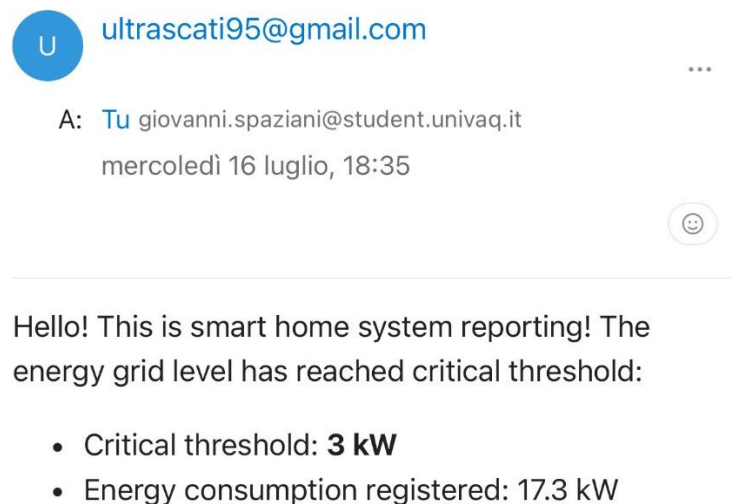 U
ultrascati95@gmail.com
A: Tu giovanni.spaziani@student.univaq.it
mercoledì 16 luglio, 18:35
Hello! This is smart home system reporting! The
energy grid level has reached critical threshold:
• Critical threshold: 3 kW
• Energy consumption registered: 17.3 kW